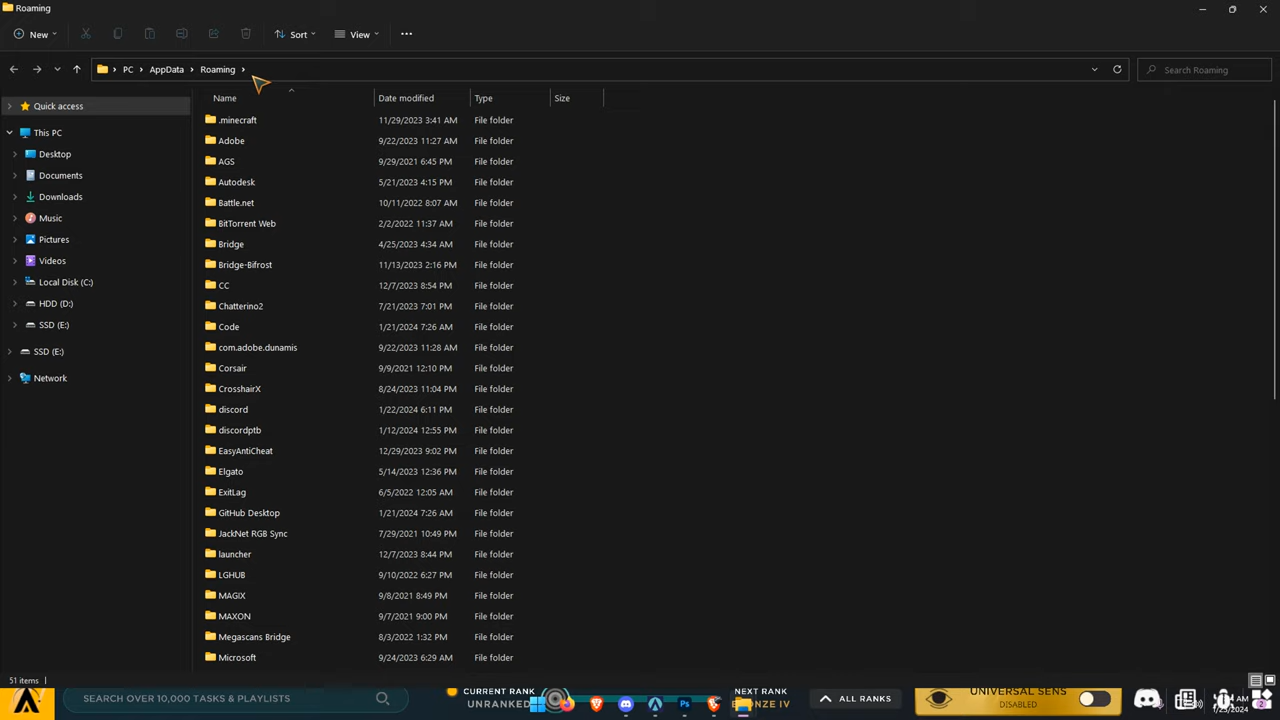 Roaming
New
Sort
View
PC > AppData > Roaming >
Search Roaming
Name Date modified Type Size
Quick access
This PC
Desktop
Documents
Downloads
Music
Pictures
Videos
Local Disk (C:)
HDD (D:)
SSD (E:)
SSD (E:)
Network
.minecraft 11/29/2023 3:41 AM File folder
Adobe 9/22/2023 11:27 AM File folder
AGS 9/29/2021 6:45 PM File folder
Autodesk 5/21/2023 4:15 PM File folder
Battle.net 10/11/2022 8:07 AM File folder
BitTorrent Web 2/2/2022 11:37 AM File folder
Bridge 4/25/2023 4:34 AM File folder
Bridge-Bifrost 11/13/2023 2:16 PM File folder
CC 12/7/2023 8:54 PM File folder
Chatterino2 7/21/2023 7:01 PM File folder
Code 1/21/2024 7:26 AM File folder
com.adobe.dunamis 9/22/2023 11:28 AM File folder
Corsair 9/9/2021 12:10 PM File folder
CrosshairX 8/24/2023 11:04 PM File folder
discord 1/22/2024 6:11 PM File folder
discordptb 1/12/2024 12:55 PM File folder
EasyAntiCheat 12/29/2023 9:02 PM File folder
Elgato 5/14/2023 12:36 PM File folder
ExitLag 6/5/2022 12:05 AM File folder
GitHub Desktop 1/21/2024 7:26 AM File folder
JackNet RGB Sync 7/29/2021 10:49 PM File folder
launcher 12/7/2023 8:44 PM File folder
LGHUB 9/10/2022 6:27 PM File folder
MAGIX 9/8/2021 8:49 PM File folder
MAXON 9/7/2021 9:00 PM File folder
Megascans Bridge 8/3/2022 1:32 PM File folder
Microsoft 9/24/2023 6:29 AM File folder
51 items
SEARCH OVER 10,000 TASKS & PLAYLISTS
CURRENT RANK
UNRANKED
NEXT RANK
BRONZE IV
ALL RANKS
UNIVERSAL SENS
DISABLED
AM
1/23/2024
2